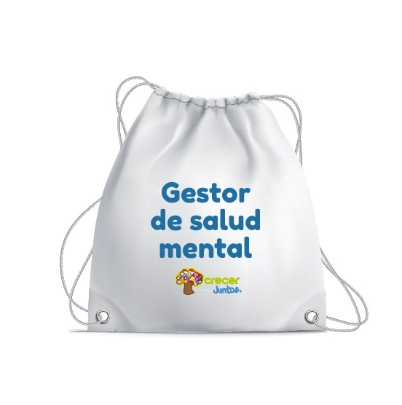 Gestor
de salud
mental
crecer
Juntos